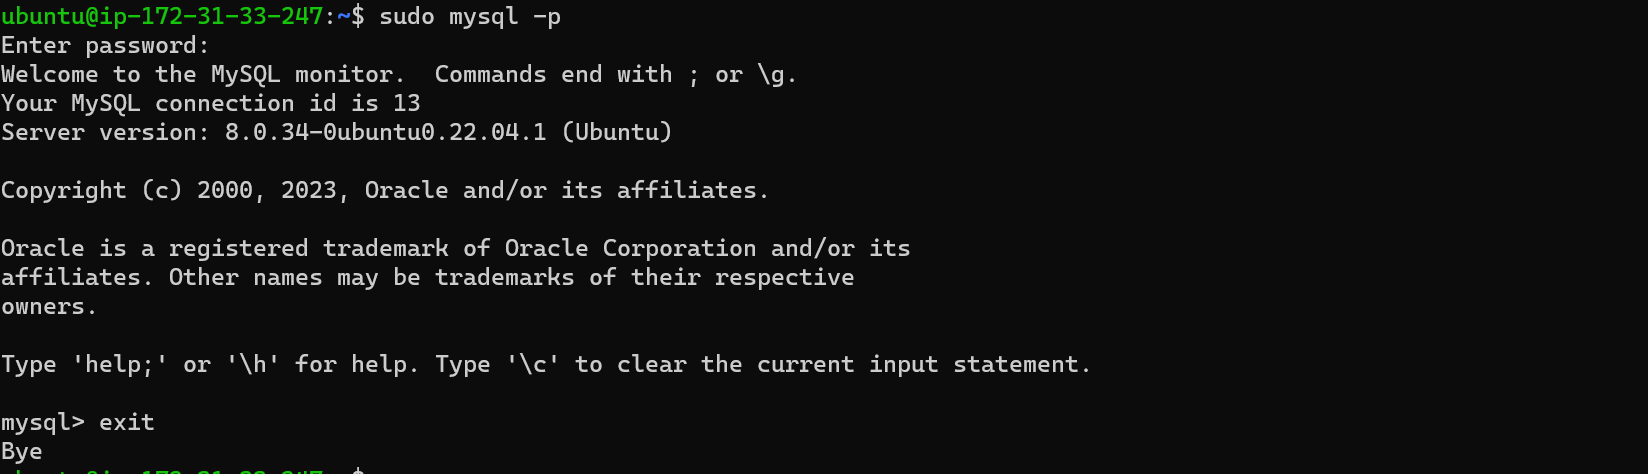 ubuntu@ip-172-31-33-247:~$ sudo mysql -p
Enter password:
Welcome to the MySQL monitor.  Commands end with ; or \g.
Your MySQL connection id is 13
Server version: 8.0.34-0ubuntu0.22.04.1 (Ubuntu)
Copyright (c) 2000, 2023, Oracle and/or its affiliates.
Oracle is a registered trademark of Oracle Corporation and/or its
affiliates. Other names may be trademarks of their respective
owners.
Type 'help;' or '\h' for help. Type '\c' to clear the current input statement.
mysql> exit
Bye